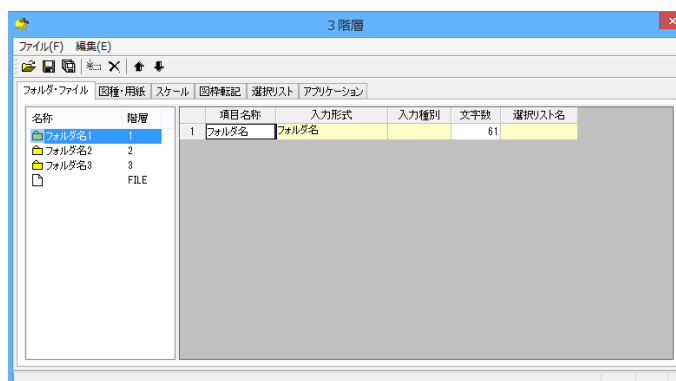 3階層
ファイル(F) 編集(E)
フォルダ・ファイル 図種・用紙 スケール 図枠転記 選択リスト アプリケーション
名称 階層
フォルダ名1 1
フォルダ名2 2
フォルダ名3 3
FILE
項目名称 入力形式 入力種別 文字数 選択リスト名
1 フォルダ名 フォルダ名 61